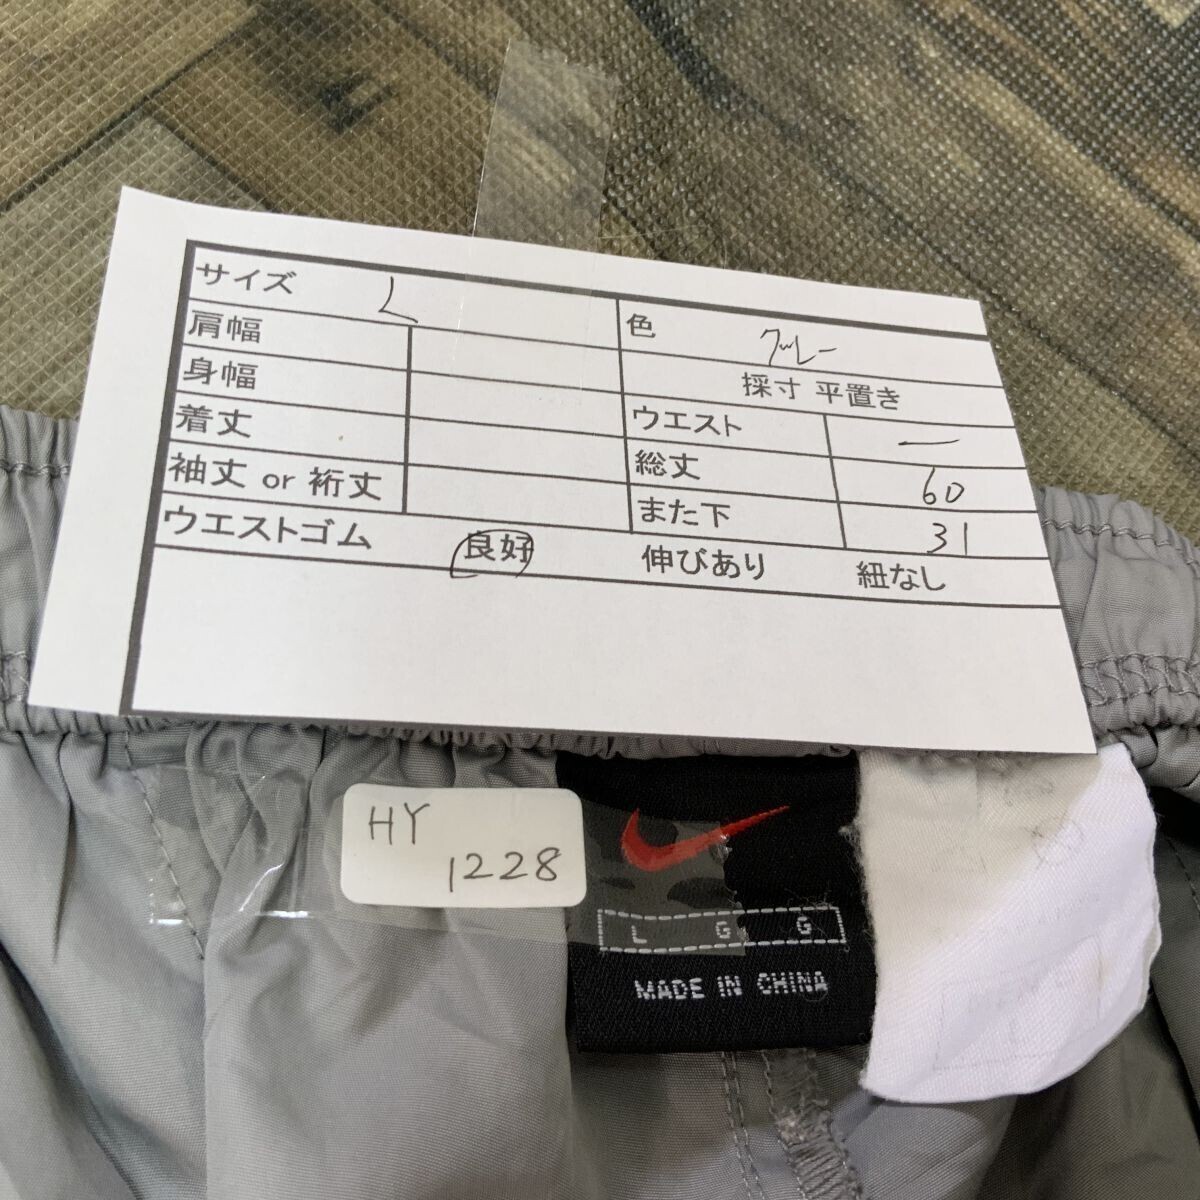 サイズ L
肩幅
身幅
着丈
袖丈 or 裄丈
色 グレー
採寸 平置き
ウエスト ー
総丈 60
また下 31
ウエストゴム 良好 伸びあり 紐なし
HY
1228
L G G
MADE IN CHINA